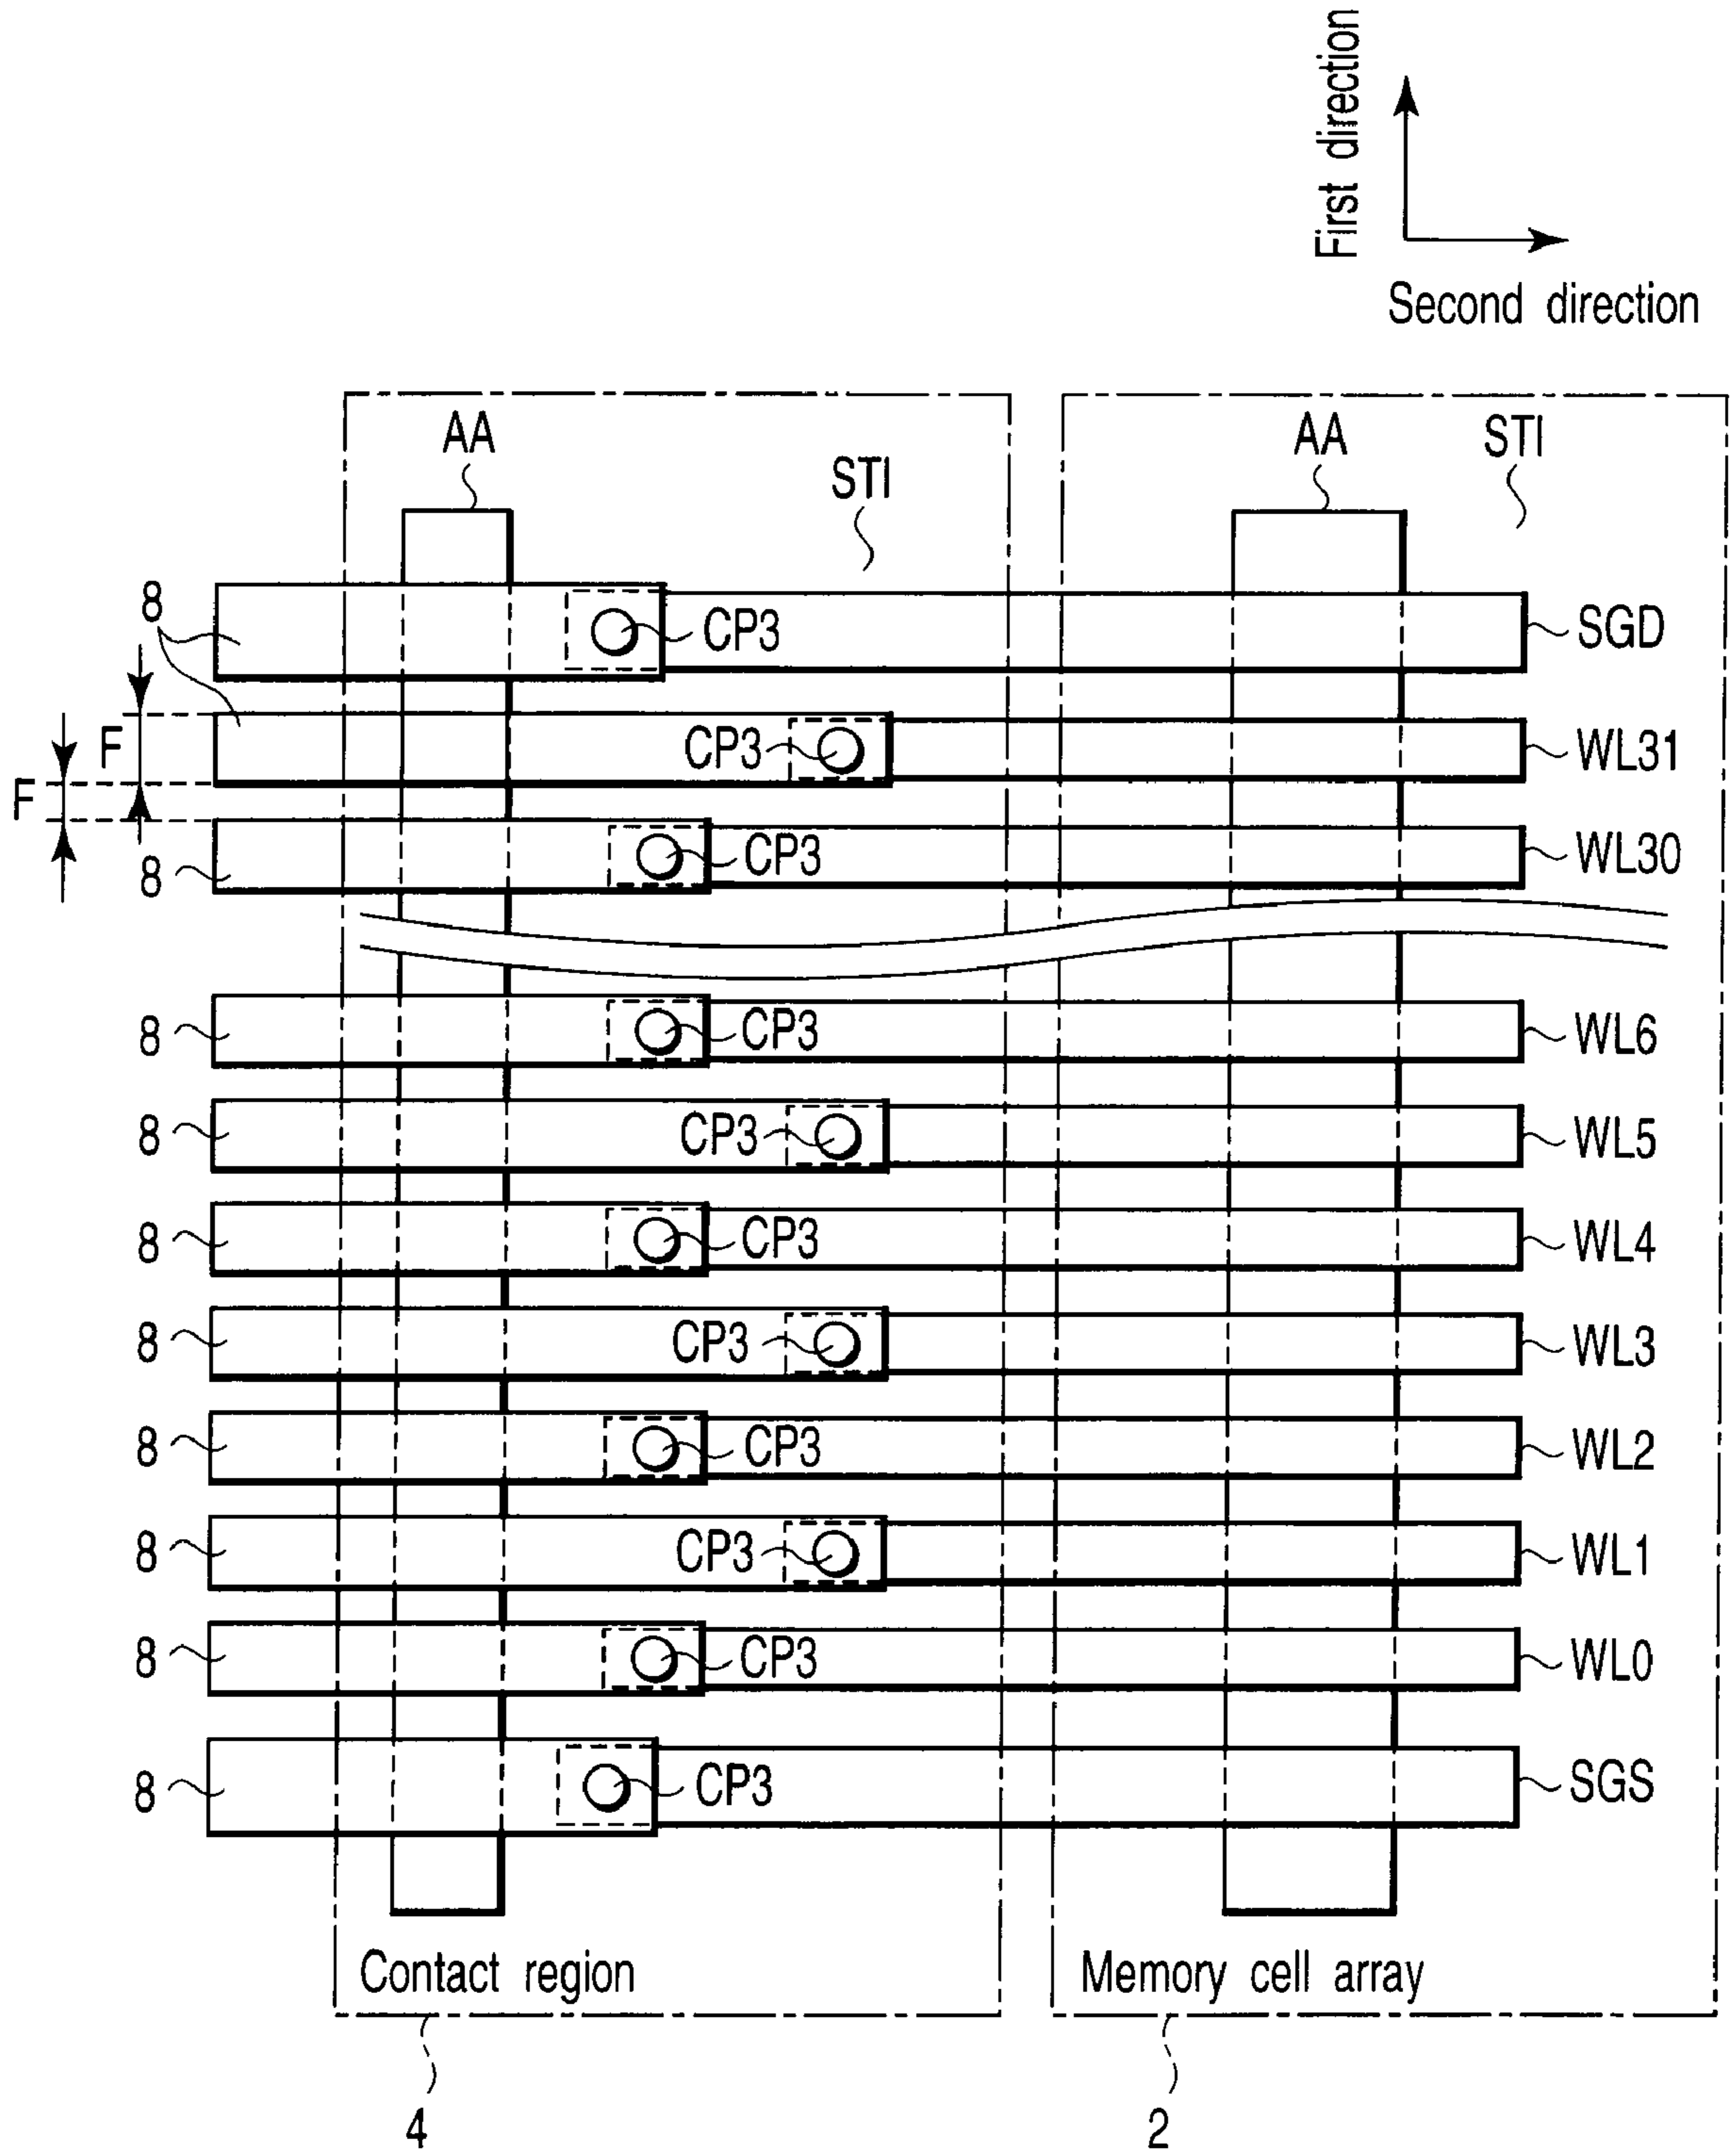 First direction
Second direction
AA
STI
AA
STI
8
CP3
SGD
F
CP3
WL31
F
8
CP3
WL30
8
CP3
WL6
8
CP3
WL5
8
CP3
WL4
8
CP3
WL3
8
CP3
WL2
8
CP3
WL1
8
CP3
WL0
8
CP3
SGS
Contact region
Memory cell array
4
2